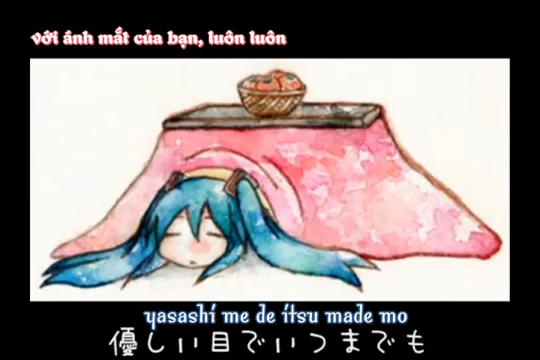 với ánh mắt của bạn, luôn luôn
yasashi me de itsu made mo
優しい目でいつまでも